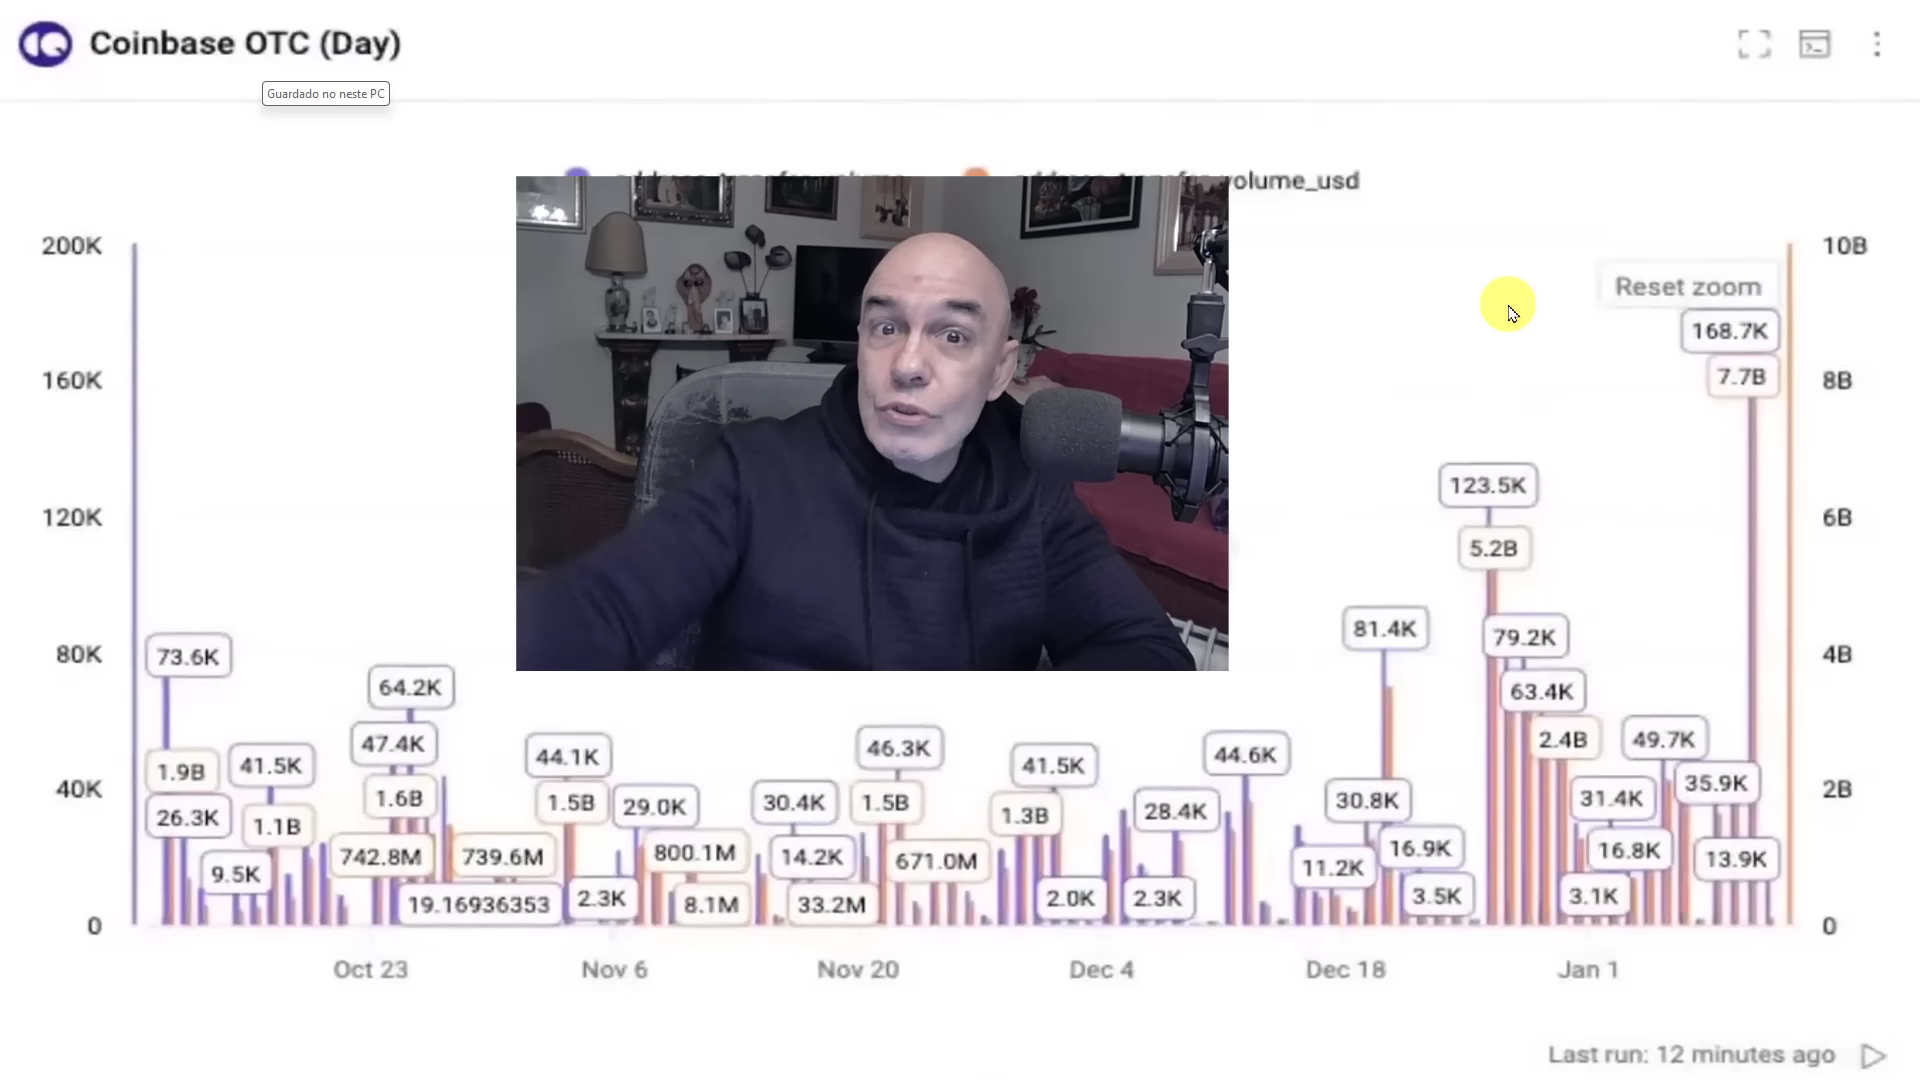 Coinbase OTC (Day)
Guardado no neste PC
volume_usd
200K
160K
120K
80K
40K
0
10B
8B
6B
4B
2B
0
Reset zoom
168.7K
7.7B
123.5K
5.2B
81.4K
79.2K
73.6K
64.2K
63.4K
47.4K
44.1K
46.3K
41.5K
44.6K
2.4B
49.7K
1.9B
41.5K
1.6B
1.5B
29.0K
30.4K
1.5B
1.3B
28.4K
30.8K
31.4K
35.9K
26.3K
1.1B
742.8M
739.6M
800.1M
14.2K
671.0M
11.2K
16.9K
16.8K
13.9K
9.5K
19.16936353
2.3K
8.1M
33.2M
2.0K
2.3K
3.5K
3.1K
Oct 23
Nov 6
Nov 20
Dec 4
Dec 18
Jan 1
Last run: 12 minutes ago